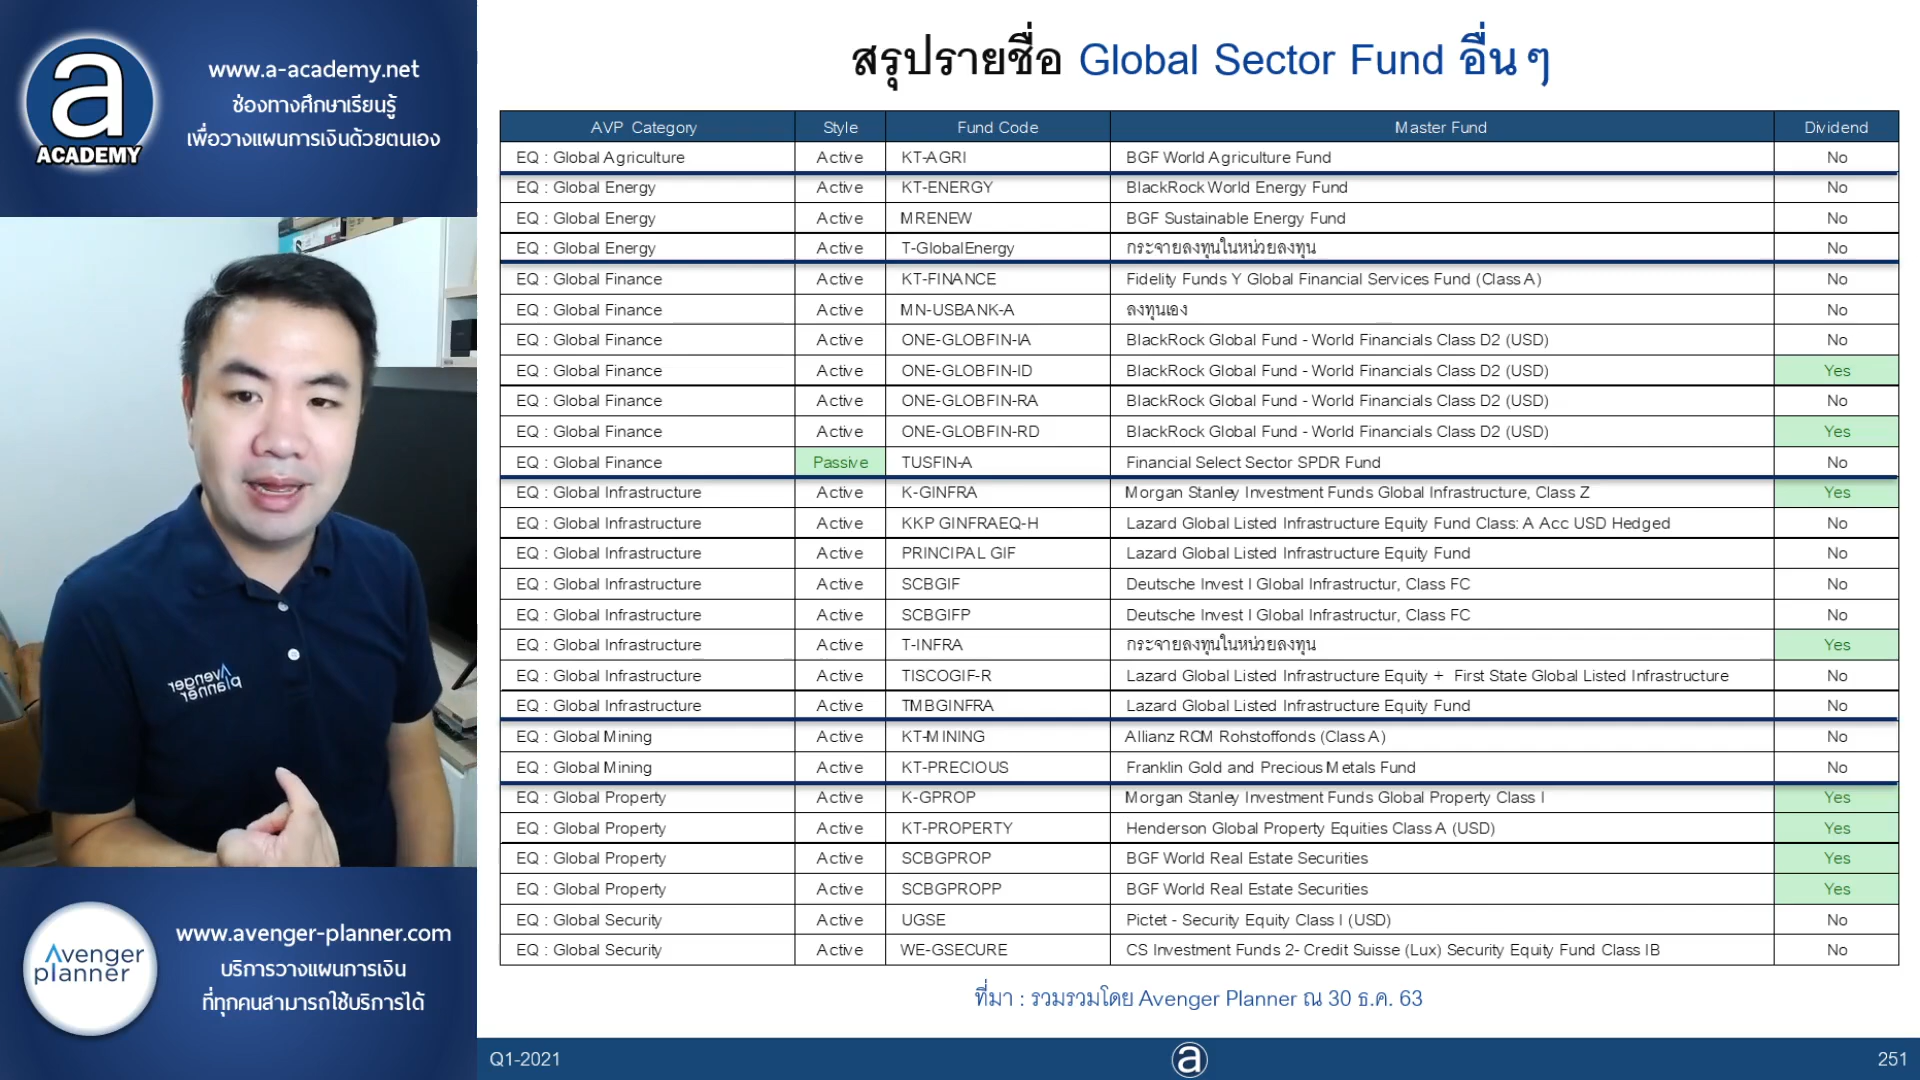 a
ACADEMY
www.a-academy.net
ช่องทางศึกษาเรียนรู้
เพื่อวางแผนการเงินด้วยตนเอง
Avenger
planner
Avenger
planner
www.avenger-planner.com
บริการวางแผนการเงิน
ที่ทุกคนสามารถใช้บริการได้
สรุปรายชื่อ Global Sector Fund อื่นๆ
AVP Category Style Fund Code Master Fund Dividend
EQ : Global Agriculture Active KT-AGRI BGF World Agriculture Fund No
EQ : Global Energy Active KT-ENERGY BlackRock World Energy Fund No
EQ : Global Energy Active MRENEW BGF Sustainable Energy Fund No
EQ : Global Energy Active T-GlobalEnergy กระจายลงทุนในหน่วยลงทุน No
EQ : Global Finance Active KT-FINANCE Fidelity Funds Y Global Financial Services Fund (Class A) No
EQ : Global Finance Active MN-USBANK-A ลงทุนเอง No
EQ : Global Finance Active ONE-GLOBFIN-IA BlackRock Global Fund - World Financials Class D2 (USD) No
EQ : Global Finance Active ONE-GLOBFIN-ID BlackRock Global Fund - World Financials Class D2 (USD) Yes
EQ : Global Finance Active ONE-GLOBFIN-RA BlackRock Global Fund - World Financials Class D2 (USD) No
EQ : Global Finance Active ONE-GLOBFIN-RD BlackRock Global Fund - World Financials Class D2 (USD) Yes
EQ : Global Finance Passive TUSFIN-A Financial Select Sector SPDR Fund No
EQ : Global Infrastructure Active K-GINFRA Morgan Stanley Investment Funds Global Infrastructure, Class Z Yes
EQ : Global Infrastructure Active KKP GINFRAEQ-H Lazard Global Listed Infrastructure Equity Fund Class: A Acc USD Hedged No
EQ : Global Infrastructure Active PRINCIPAL GIF Lazard Global Listed Infrastructure Equity Fund No
EQ : Global Infrastructure Active SCBGIF Deutsche Invest I Global Infrastructur, Class FC No
EQ : Global Infrastructure Active SCBGIFP Deutsche Invest I Global Infrastructur, Class FC No
EQ : Global Infrastructure Active T-INFRA กระจายลงทุนในหน่วยลงทุน Yes
EQ : Global Infrastructure Active TISCOGIF-R Lazard Global Listed Infrastructure Equity + First State Global Listed Infrastructure No
EQ : Global Infrastructure Active TMBGINFRA Lazard Global Listed Infrastructure Equity Fund No
EQ : Global Mining Active KT-MINING Allianz RCM Rohstoffonds (Class A) No
EQ : Global Mining Active KT-PRECIOUS Franklin Gold and Precious Metals Fund No
EQ : Global Property Active K-GPROP Morgan Stanley Investment Funds Global Property Class I Yes
EQ : Global Property Active KT-PROPERTY Henderson Global Property Equities Class A (USD) Yes
EQ : Global Property Active SCBGPROP BGF World Real Estate Securities Yes
EQ : Global Property Active SCBGPROPP BGF World Real Estate Securities Yes
EQ : Global Security Active UGSE Pictet - Security Equity Class I (USD) No
EQ : Global Security Active WE-GSECURE CS Investment Funds 2- Credit Suisse (Lux) Security Equity Fund Class IB No
ที่มา : รวมรวมโดย Avenger Planner ณ 30 ธ.ค. 63
Q1-2021 a 251